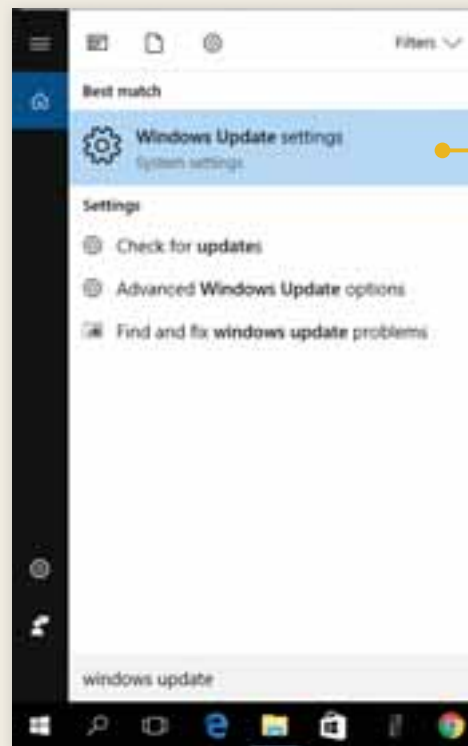 Filters
Best match
Windows Update settings
System settings
Settings
Check for updates
Advanced Windows Update options
Find and fix windows update problems
windows update